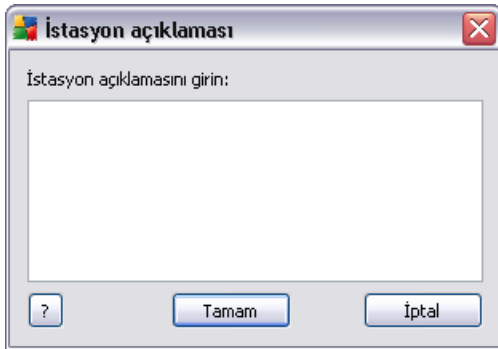 İstasyon açıklaması
İstasyon açıklamasını girin:
?
Tamam
İptal